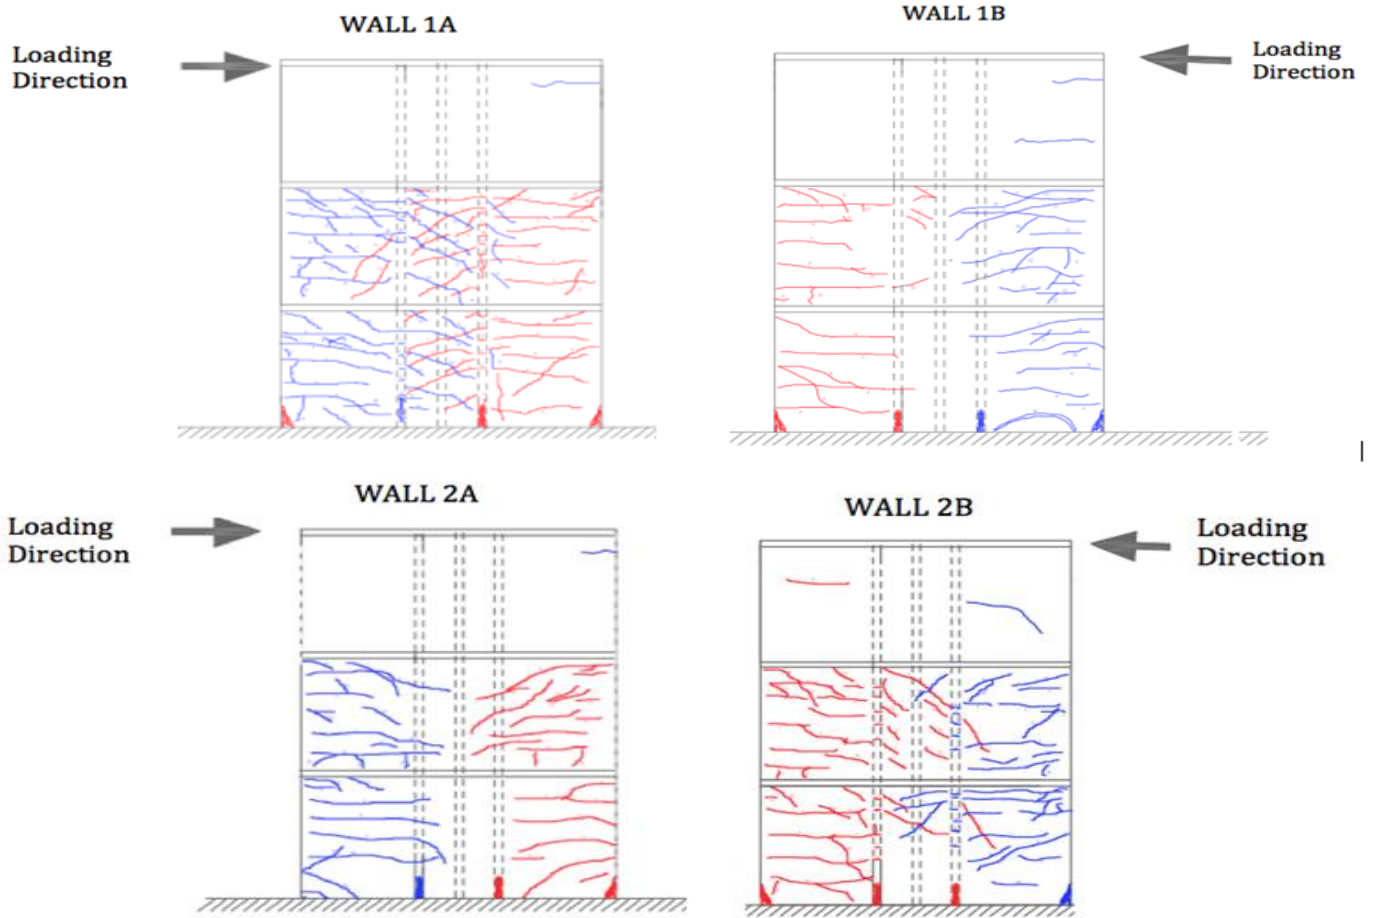 WALL 1A
Loading
Direction
WALL 1B
Loading
Direction
WALL 2A
Loading
Direction
WALL 2B
Loading
Direction